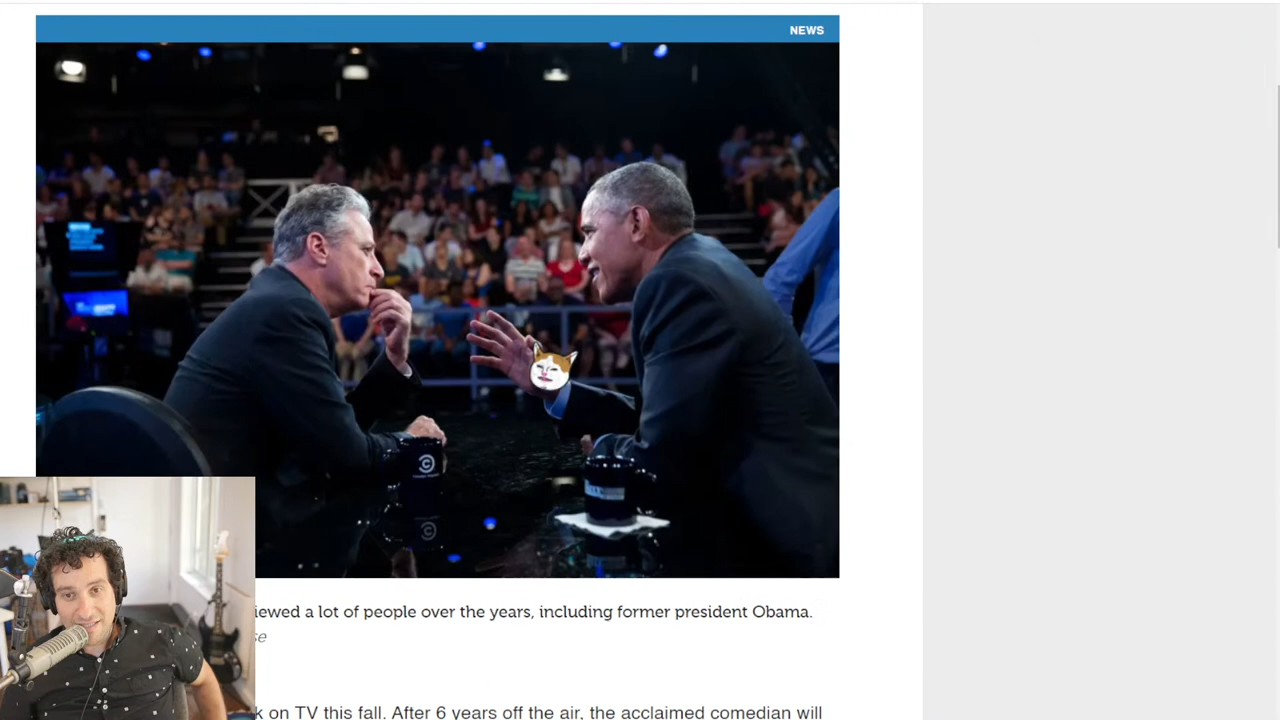 NEWS
iewed a lot of people over the years, including former president Obama.
se
k on TV this fall. After 6 years off the air, the acclaimed comedian will